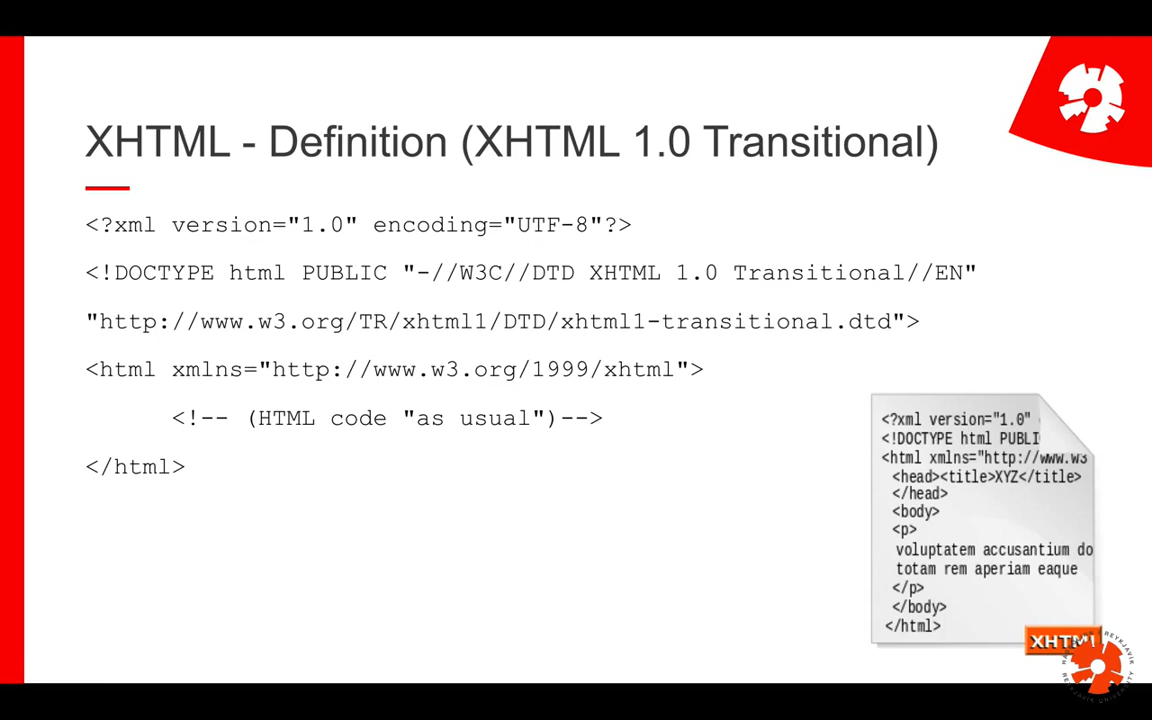 XHTML - Definition (XHTML 1.0 Transitional)
<?xml version="1.0" encoding="UTF-8"?>
<!DOCTYPE html PUBLIC "-//W3C//DTD XHTML 1.0 Transitional//EN"
"http://www.w3.org/TR/xhtml1/DTD/xhtml1-transitional.dtd">
<html xmlns="http://www.w3.org/1999/xhtml">
<!-- (HTML code "as usual")-->
</html>
<?xml version="1.0"
<!DOCTYPE html PUBLI
<html xmlns="http://www.w3
<head><title>XYZ</title>
</head>
<body>
<p>
voluptatem accusantium do
totam rem aperiam eaque
</p>
</body>
</html>
XHTML
REYKJAVIK UNIVERSITY